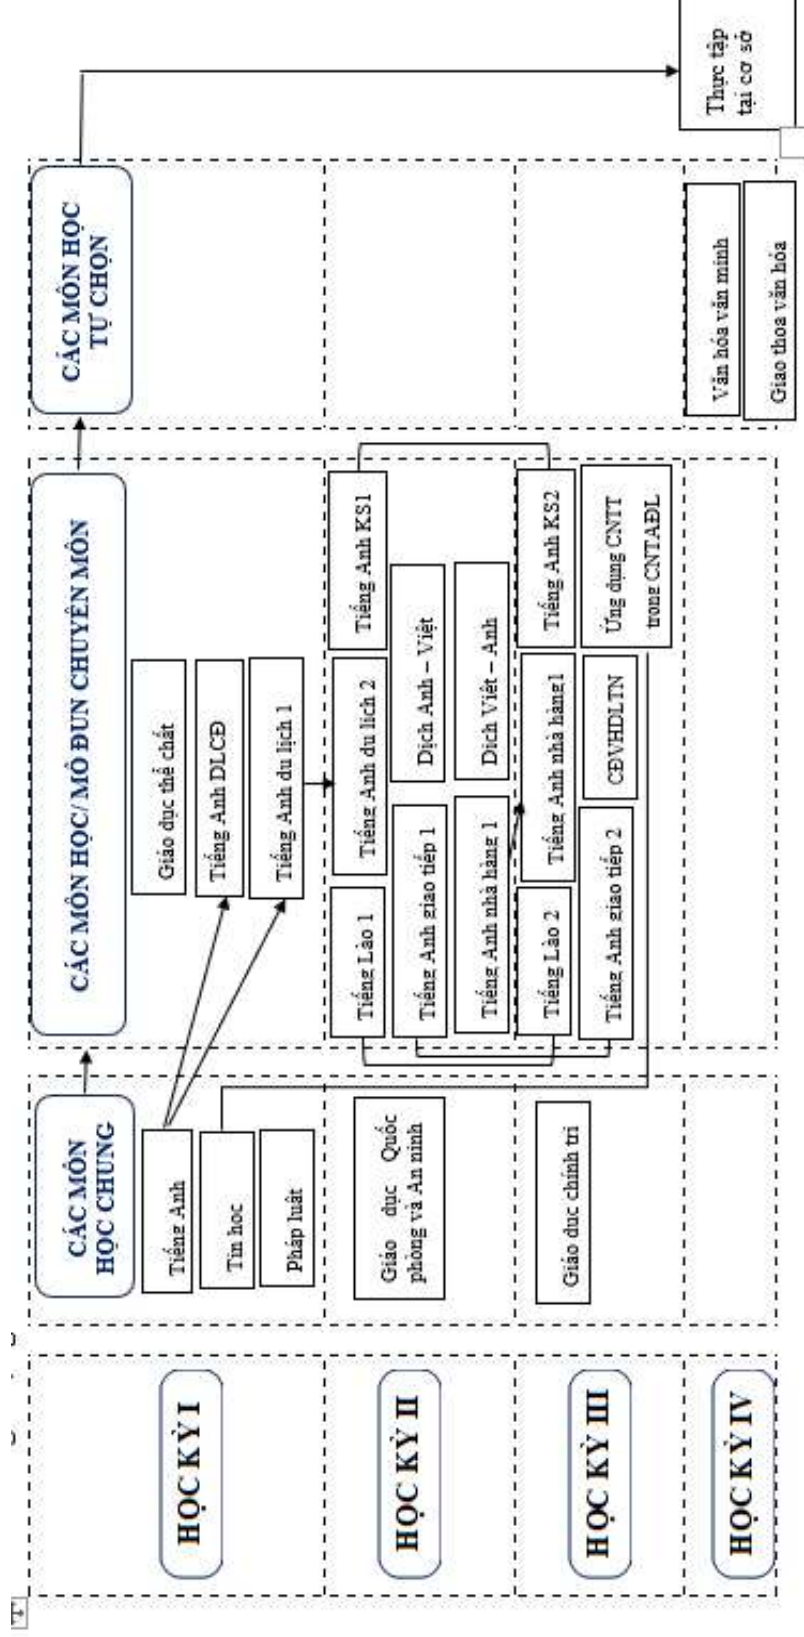 CÁC MÔN
HỌC CHUNG
CÁC MÔN HỌC/ MÔ ĐUN CHUYÊN MÔN
CÁC MÔN HỌC
TỰ CHỌN
HỌC KỲ I
Tiếng Anh
Tin học
Pháp luật
Giáo dục thể chất
Tiếng Anh DLCĐ
Tiếng Anh du lịch 1
HỌC KỲ II
Giáo dục Quốc
phòng và An ninh
Tiếng Lào 1
Tiếng Anh du lịch 2
Tiếng Anh KS1
Tiếng Anh giao tiếp 1
Dịch Anh – Việt
Tiếng Anh nhà hàng 1
Dịch Việt – Anh
HỌC KỲ III
Giáo dục chính trị
Tiếng Lào 2
Tiếng Anh nhà hàng1
Tiếng Anh KS2
Tiếng Anh giao tiếp 2
CĐVHDLTN
Ứng dụng CNTT
trong CNTAĐL
HỌC KỲ IV
Văn hóa văn minh
Giao thoa văn hóa
Thực tập
tại cơ sở